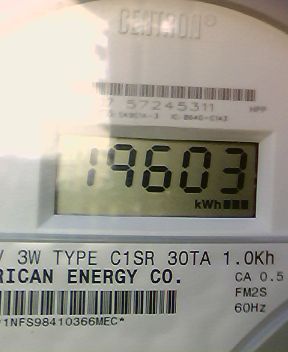 CENTRON®
57245311
HPP
19603
kWh
3W TYPE C1SR 30TA 1.0Kh
RICAN ENERGY CO. CA 0.5
FM2S
1NFS98410366MEC* 60Hz